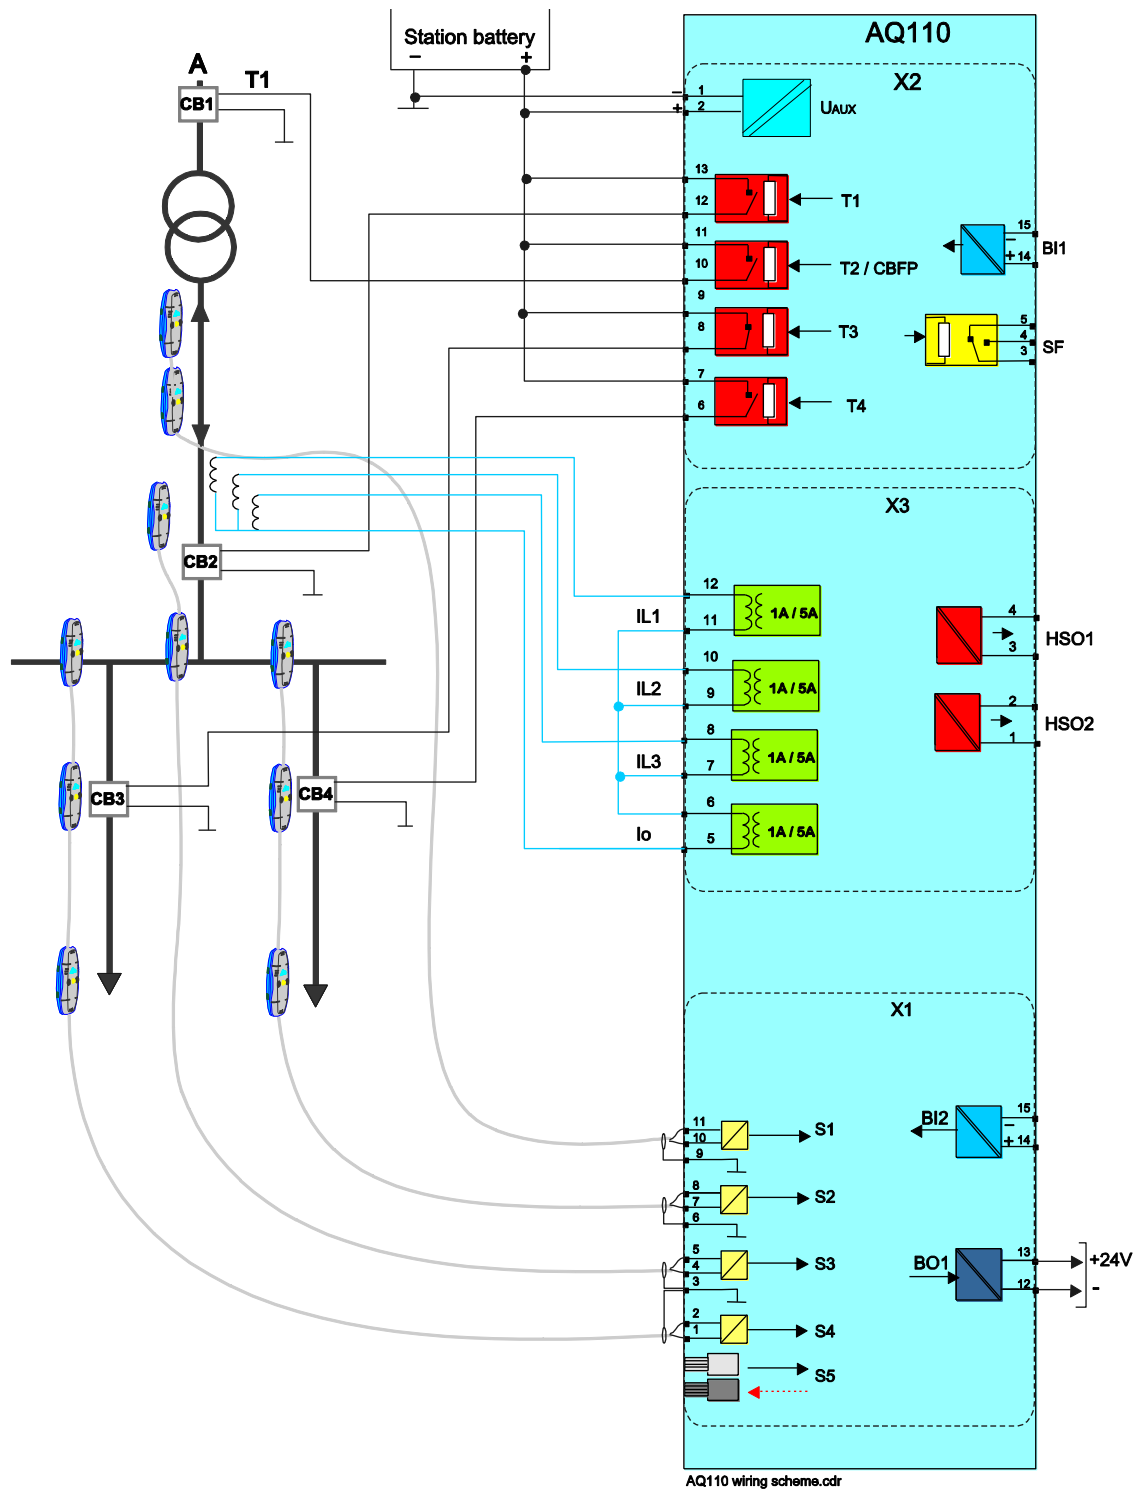 Station battery
− +
AQ110
X2
A
T1
CB1
− 1
+ 2
UAUX
13
12
T1
11
10
T2 / CBFP
9
8
T3
7
6
T4
15
−
+ 14
BI1
5
4
3
SF
X3
CB2
12
IL1 11
1A / 5A
10
IL2 9
1A / 5A
8
IL3 7
1A / 5A
6
Io 5
1A / 5A
4
3
HSO1
2
1
HSO2
CB3
CB4
X1
11
10
9
S1
8
7
6
S2
5
4
3
S3
2
1
S4
S5
BI2
15
−
+ 14
BO1
13
12
+24V
-
AQ110 wiring scheme.cdr